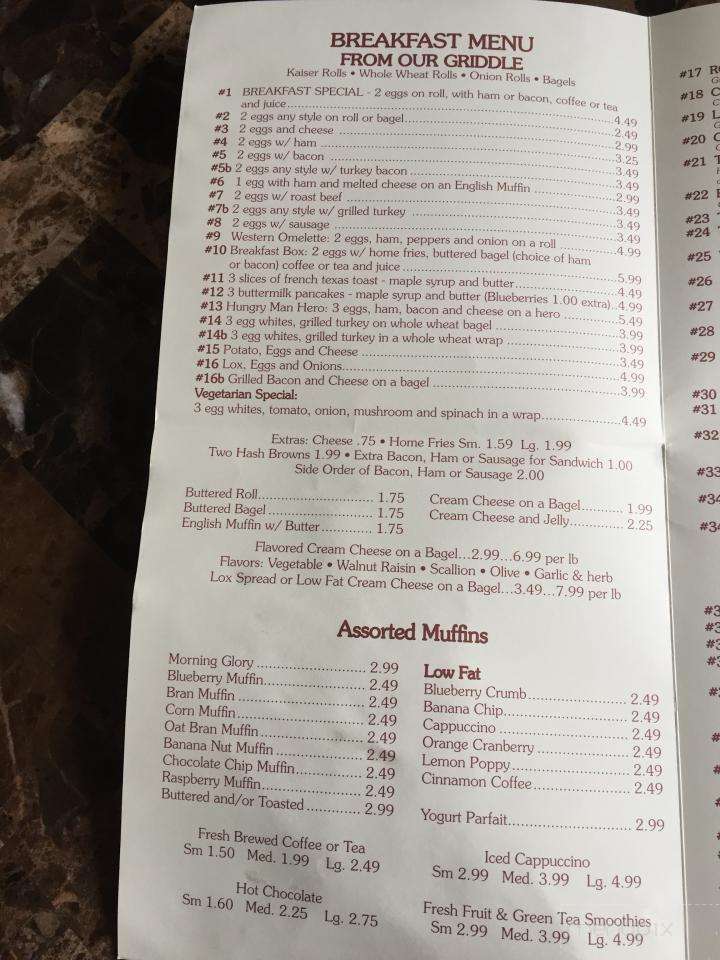 BREAKFAST MENU
FROM OUR GRIDDLE
Kaiser Rolls • Whole Wheat Rolls • Onion Rolls • Bagels
#1 BREAKFAST SPECIAL - 2 eggs on roll, with ham or bacon, coffee or tea
and juice....4.49
#2 2 eggs any style on roll or bagel....2.49
#3 2 eggs and cheese ....2.99
#4 2 eggs w/ ham ....3.25
#5 2 eggs w/ bacon ....3.49
#5b 2 eggs any style w/ turkey bacon ....3.49
#6 1 egg with ham and melted cheese on an English Muffin ....2.99
#7 2 eggs w/ roast beef ....3.49
#7b 2 eggs any style w/ grilled turkey ....3.49
#8 2 eggs w/ sausage ....3.49
#9 Western Omelette: 2 eggs, ham, peppers and onion on a roll ....4.99
#10 Breakfast Box: 2 eggs w/ home fries, buttered bagel (choice of ham
or bacon) coffee or tea and juice ....5.99
#11 3 slices of french texas toast - maple syrup and butter....4.49
#12 3 buttermilk pancakes - maple syrup and butter (Blueberries 1.00 extra)..4.99
#13 Hungry Man Hero: 3 eggs, ham, bacon and cheese on a hero ....5.49
#14 3 egg whites, grilled turkey on whole wheat bagel ....3.99
#14b 3 egg whites, grilled turkey in a whole wheat wrap ....3.99
#15 Potato, Eggs and Cheese ....3.49
#16 Lox, Eggs and Onions....4.99
#16b Grilled Bacon and Cheese on a bagel ....3.99
Vegetarian Special:
3 egg whites, tomato, onion, mushroom and spinach in a wrap....4.49
Extras: Cheese .75 • Home Fries Sm. 1.59 Lg. 1.99
Two Hash Browns 1.99 • Extra Bacon, Ham or Sausage for Sandwich 1.00
Side Order of Bacon, Ham or Sausage 2.00
Buttered Roll.... 1.75
Buttered Bagel .... 1.75
English Muffin w/ Butter.... 1.75
Cream Cheese on a Bagel.... 1.99
Cream Cheese and Jelly.... 2.25
Flavored Cream Cheese on a Bagel...2.99...6.99 per lb
Flavors: Vegetable • Walnut Raisin • Scallion • Olive • Garlic & herb
Lox Spread or Low Fat Cream Cheese on a Bagel...3.49...7.99 per lb
Assorted Muffins
Morning Glory .... 2.99
Blueberry Muffin.... 2.49
Bran Muffin .... 2.49
Corn Muffin.... 2.49
Oat Bran Muffin .... 2.49
Banana Nut Muffin .... 2.49
Chocolate Chip Muffin.... 2.49
Raspberry Muffin.... 2.49
Buttered and/or Toasted .... 2.99
Low Fat
Blueberry Crumb.... 2.49
Banana Chip.... 2.49
Cappuccino .... 2.49
Orange Cranberry .... 2.49
Lemon Poppy.... 2.49
Cinnamon Coffee.... 2.49
Yogurt Parfait.... 2.99
Fresh Brewed Coffee or Tea
Sm 1.50 Med. 1.99 Lg. 2.49
Hot Chocolate
Sm 1.60 Med. 2.25 Lg. 2.75
Iced Cappuccino
Sm 2.99 Med. 3.99 Lg. 4.99
Fresh Fruit & Green Tea Smoothies
Sm 2.99 Med. 3.99 Lg. 4.99
#17
#18
#19
#20
#21
#22
#23
#24
#25
#26
#27
#28
#29
#30
#31
#32
#33